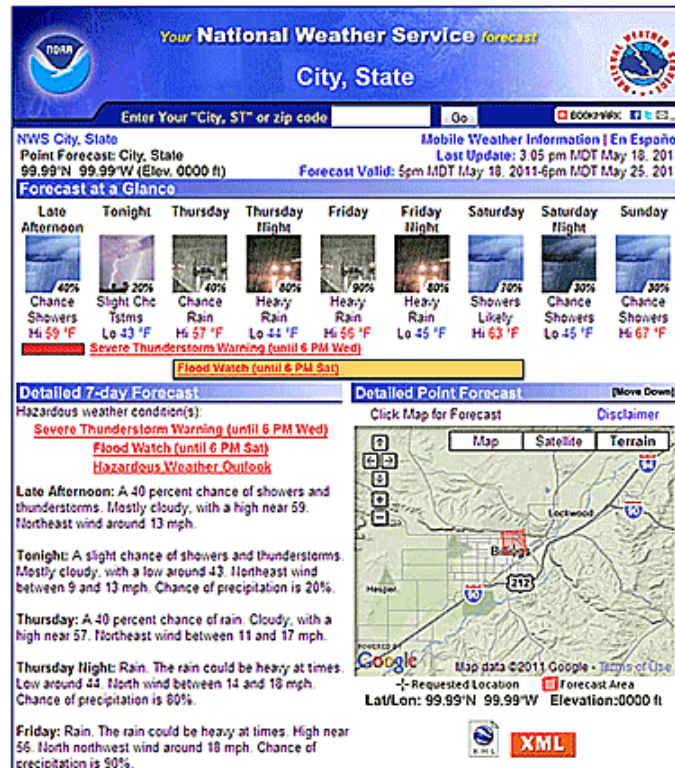 NOAA
Your National Weather Service forecast
NATIONAL WEATHER SERVICE
City, State
Enter Your "City, ST" or zip code
Go
BOOKMARK
NWS City, State
Mobile Weather Information | En Españo
Point Forecast: City, State
Last Update: 3:05 pm MDT May 18, 201
99.99°N 99.99°W (Elev. 0000 ft)
Forecast Valid: 5pm MDT May 18, 2011-6pm MDT May 25, 201
Forecast at a Glance
Late Afternoon
Tonight
Thursday
Thursday Night
Friday
Friday Night
Saturday
Saturday Night
Sunday
40% 20% 40% 80% 90% 80% 70% 30% 30%
Chance Showers
Slight Chc Tstms
Chance Rain
Heavy Rain
Heavy Rain
Heavy Rain
Showers Likely
Chance Showers
Chance Showers
Hi 59 °F Lo 43 °F Hi 57 °F Lo 44 °F Hi 56 °F Lo 45 °F Hi 63 °F Lo 45 °F Hi 67 °F
Severe Thunderstorm Warning (until 6 PM Wed)
Flood Watch (until 6 PM Sat)
Detailed 7-day Forecast
Hazardous weather condition(s):
Severe Thunderstorm Warning (until 6 PM Wed)
Flood Watch (until 6 PM Sat)
Hazardous Weather Outlook
Late Afternoon: A 40 percent chance of showers and
thunderstorms. Mostly cloudy, with a high near 59.
Northeast wind around 13 mph.
Tonight: A slight chance of showers and thunderstorms.
Mostly cloudy, with a low around 43. Northeast wind
between 9 and 13 mph. Chance of precipitation is 20%.
Thursday: A 40 percent chance of rain. Cloudy, with a
high near 57. Northeast wind between 11 and 17 mph.
Thursday Night: Rain. The rain could be heavy at times.
Low around 44. North wind between 14 and 18 mph.
Chance of precipitation is 80%.
Friday: Rain. The rain could be heavy at times. High near
56. North northwest wind around 18 mph. Chance of
precipitation is 90%.
Detailed Point Forecast
[Move Down]
Click Map for Forecast
Disclaimer
Map
Satellite
Terrain
94
90
Lockwood
Billings
Hesper
212
90
POWERED BY
Google
Map data ©2011 Google - Terms of Use
Requested Location
Forecast Area
Lat/Lon: 99.99°N 99.99°W Elevation:0000 ft
KML
XML